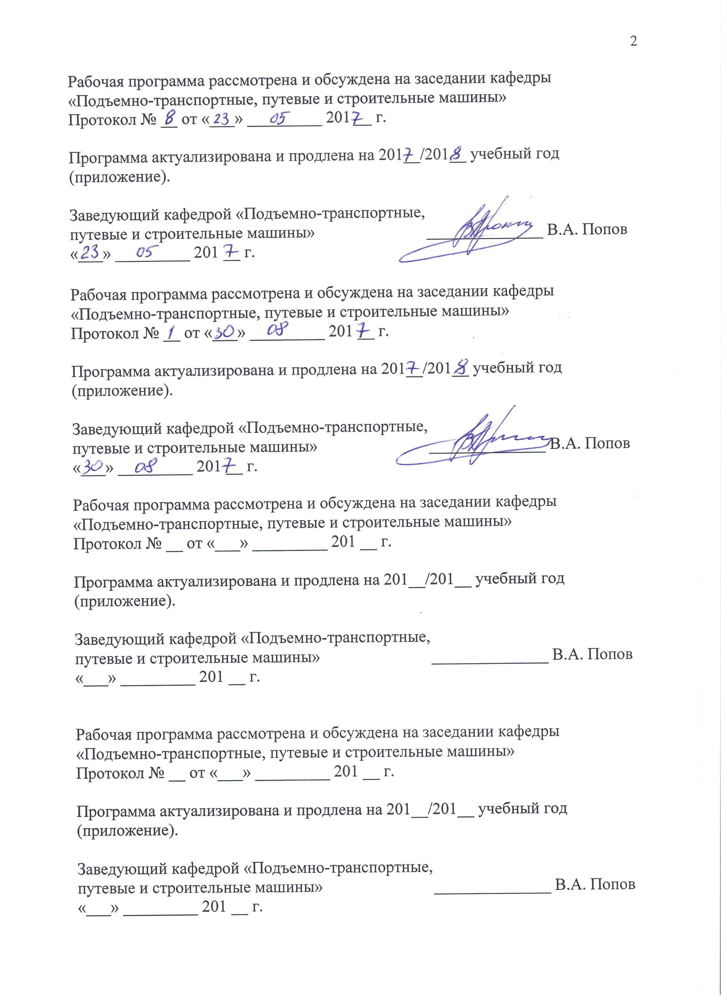 2
Рабочая программа рассмотрена и обсуждена на заседании кафедры
«Подъемно-транспортные, путевые и строительные машины»
Протокол № 8 от «23» 05 2017 г.
Программа актуализирована и продлена на 2017/2018 учебный год
(приложение).
Заведующий кафедрой «Подъемно-транспортные,
путевые и строительные машины» В.А. Попов
«23» 05 2017 г.
Рабочая программа рассмотрена и обсуждена на заседании кафедры
«Подъемно-транспортные, путевые и строительные машины»
Протокол № 1 от «30» 08 2017 г.
Программа актуализирована и продлена на 2017/2018 учебный год
(приложение).
Заведующий кафедрой «Подъемно-транспортные,
путевые и строительные машины» В.А. Попов
«30» 08 2017 г.
Рабочая программа рассмотрена и обсуждена на заседании кафедры
«Подъемно-транспортные, путевые и строительные машины»
Протокол № __ от «___» _________ 201 __ г.
Программа актуализирована и продлена на 201__/201__ учебный год
(приложение).
Заведующий кафедрой «Подъемно-транспортные,
путевые и строительные машины» ______________ В.А. Попов
«___» _________ 201 __ г.
Рабочая программа рассмотрена и обсуждена на заседании кафедры
«Подъемно-транспортные, путевые и строительные машины»
Протокол № __ от «___» _________ 201 __ г.
Программа актуализирована и продлена на 201__/201__ учебный год
(приложение).
Заведующий кафедрой «Подъемно-транспортные,
путевые и строительные машины» ______________ В.А. Попов
«___» _________ 201 __ г.